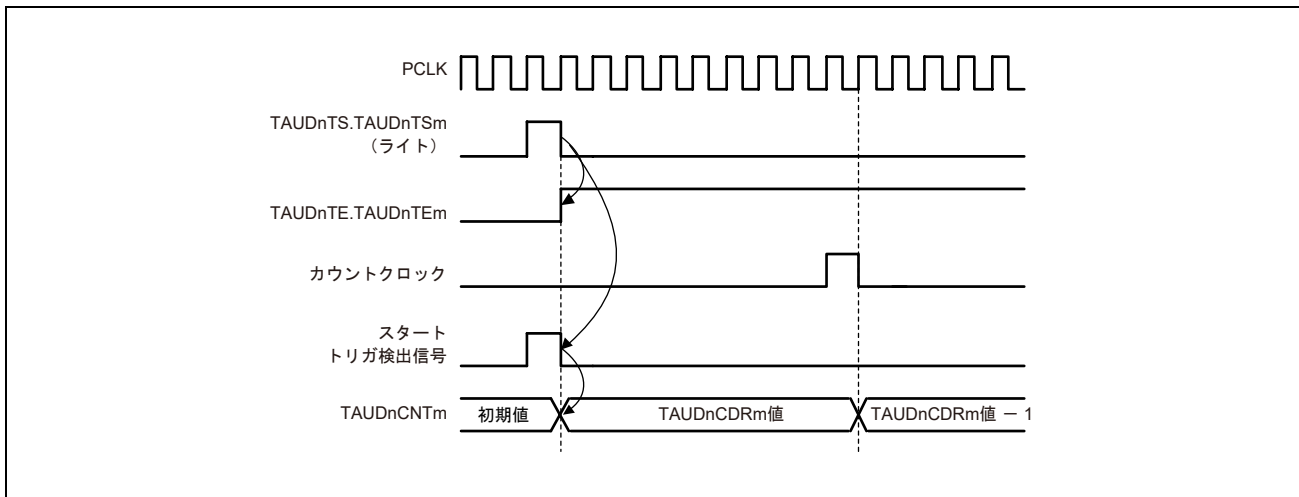 PCLK
TAUDnTS.TAUDnTSm
（ライト）
TAUDnTE.TAUDnTEm
カウントクロック
スタート
トリガ検出信号
TAUDnCNTm
初期値
TAUDnCDRm値
TAUDnCDRm値 － 1